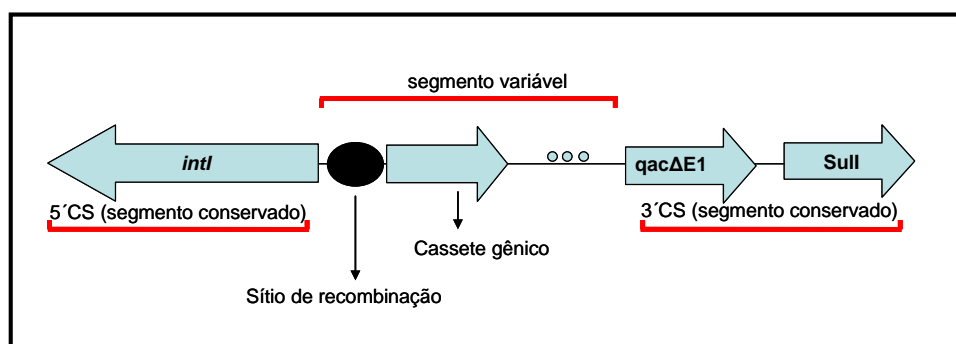 segmento variável
intI
qacΔE1
SulI
5´CS (segmento conservado)
3´CS (segmento conservado)
Cassete gênico
Sítio de recombinação